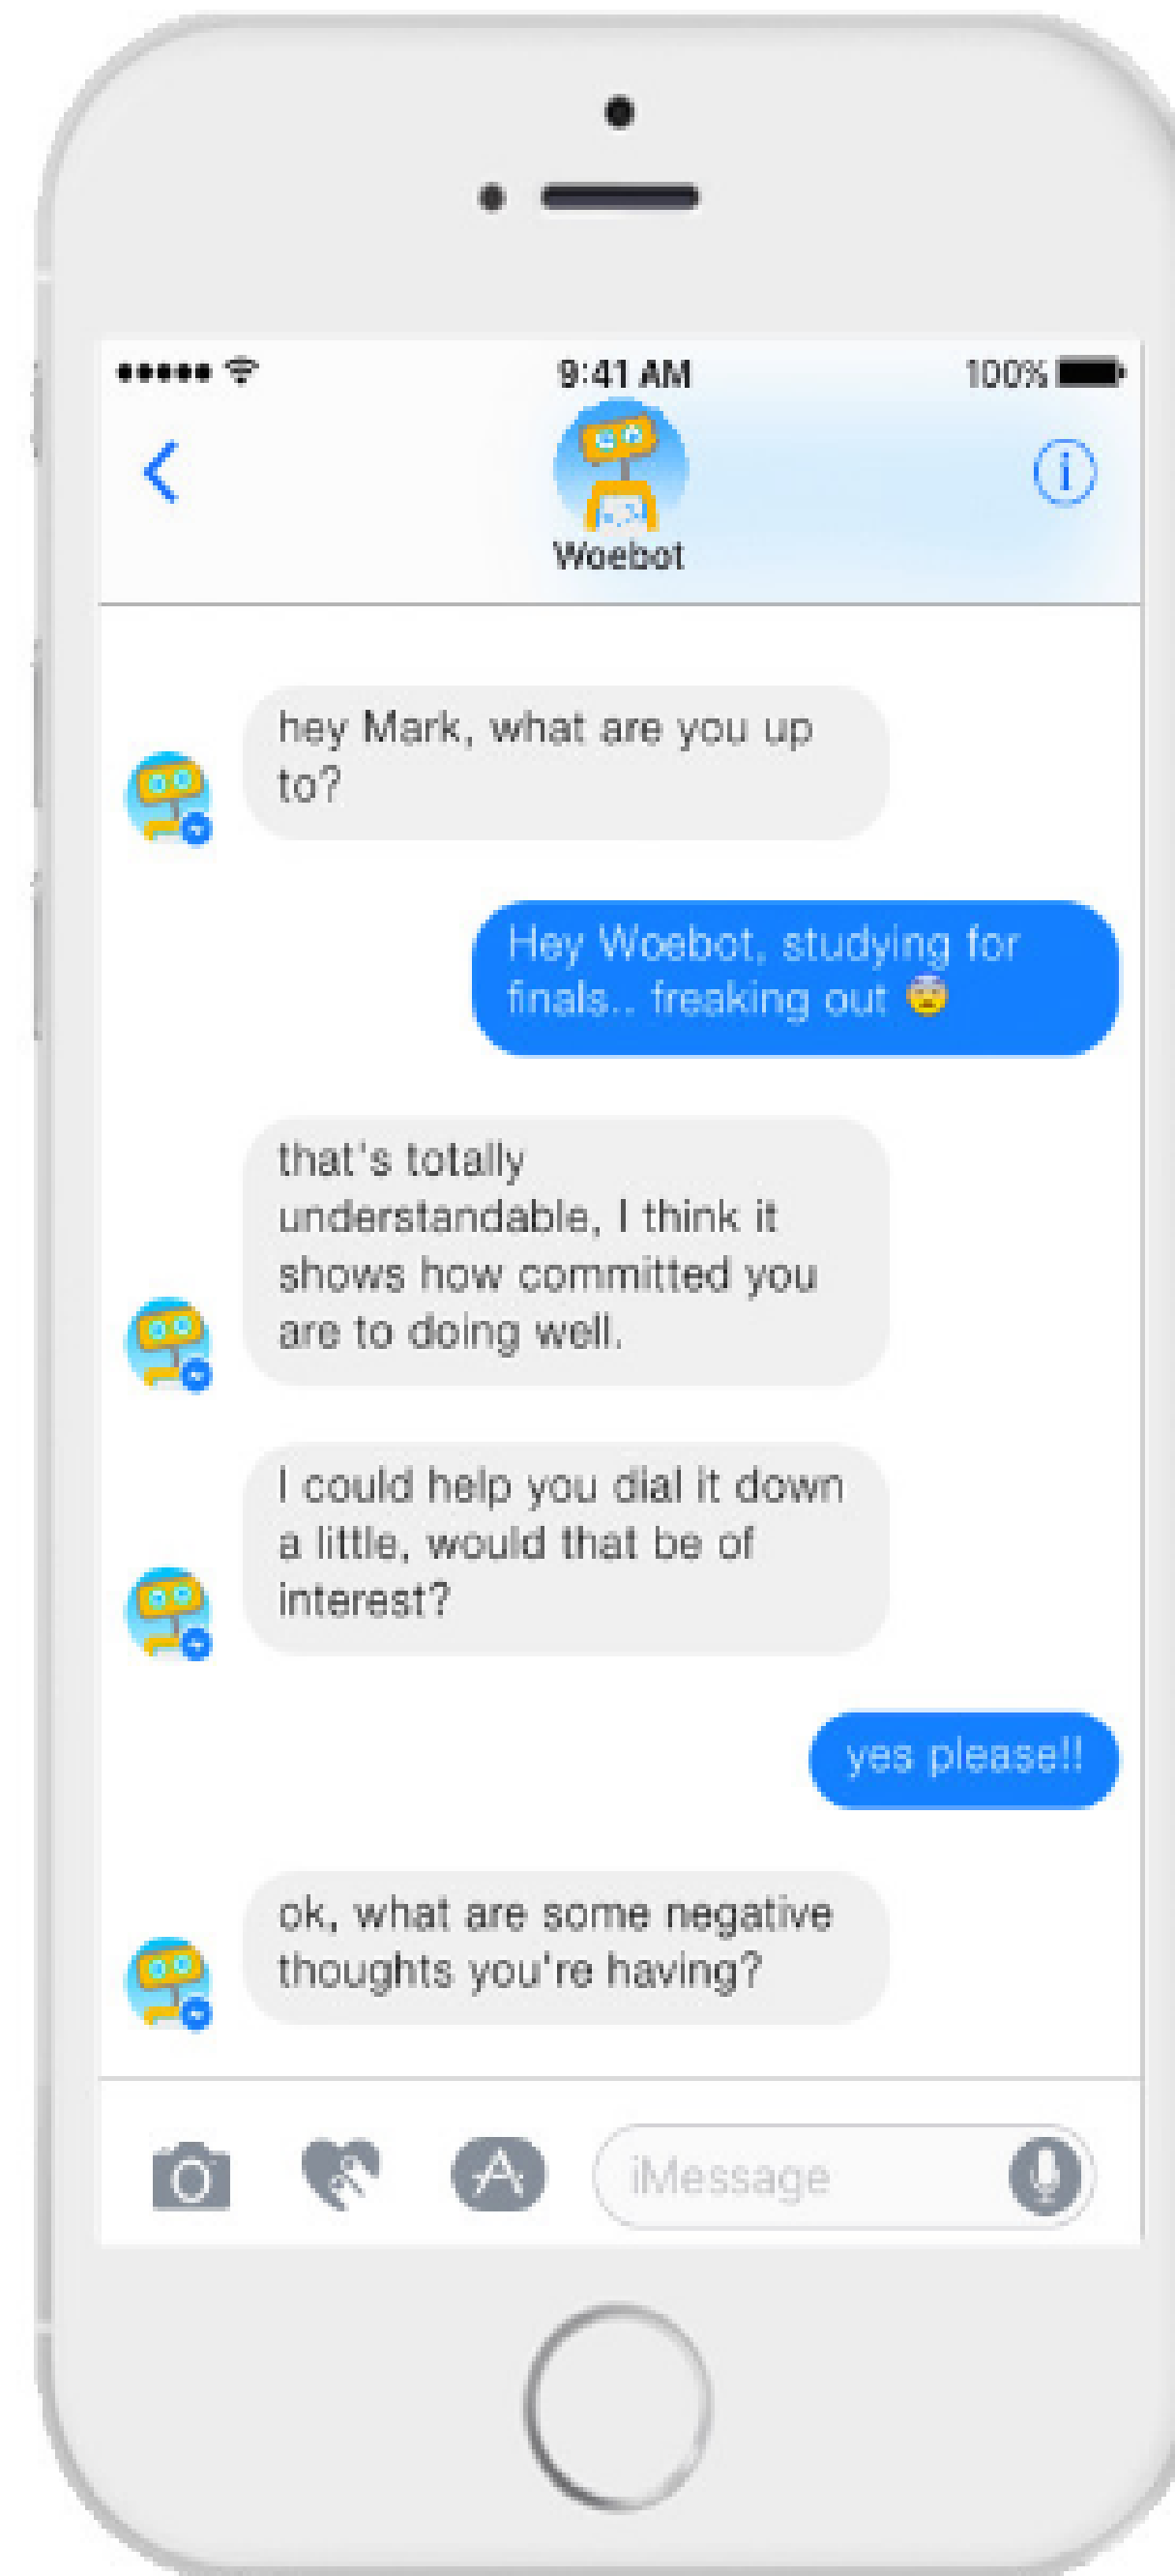 9:41 AM
100%
Woebot
hey Mark, what are you up
to?
Hey Woebot, studying for
finals.. freaking out 😨
that's totally
understandable, I think it
shows how committed you
are to doing well.
I could help you dial it down
a little, would that be of
interest?
yes please!!
ok, what are some negative
thoughts you're having?
iMessage